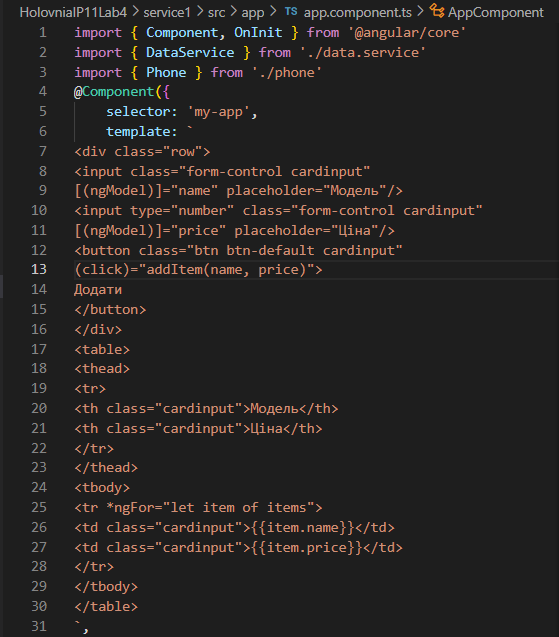 HolovniaIP11Lab4 > service1 > src > app > TS app.component.ts > AppComponent
1 import { Component, OnInit } from '@angular/core'
2 import { DataService } from './data.service'
3 import { Phone } from './phone'
4 @Component({
5 selector: 'my-app',
6 template: `
7 <div class="row">
8 <input class="form-control cardinput"
9 [(ngModel)]="name" placeholder="Модель"/>
10 <input type="number" class="form-control cardinput"
11 [(ngModel)]="price" placeholder="Ціна"/>
12 <button class="btn btn-default cardinput"
13 (click)="addItem(name, price)">
14 Додати
15 </button>
16 </div>
17 <table>
18 <thead>
19 <tr>
20 <th class="cardinput">Модель</th>
21 <th class="cardinput">Ціна</th>
22 </tr>
23 </thead>
24 <tbody>
25 <tr *ngFor="let item of items">
26 <td class="cardinput">{{item.name}}</td>
27 <td class="cardinput">{{item.price}}</td>
28 </tr>
29 </tbody>
30 </table>
31 `,